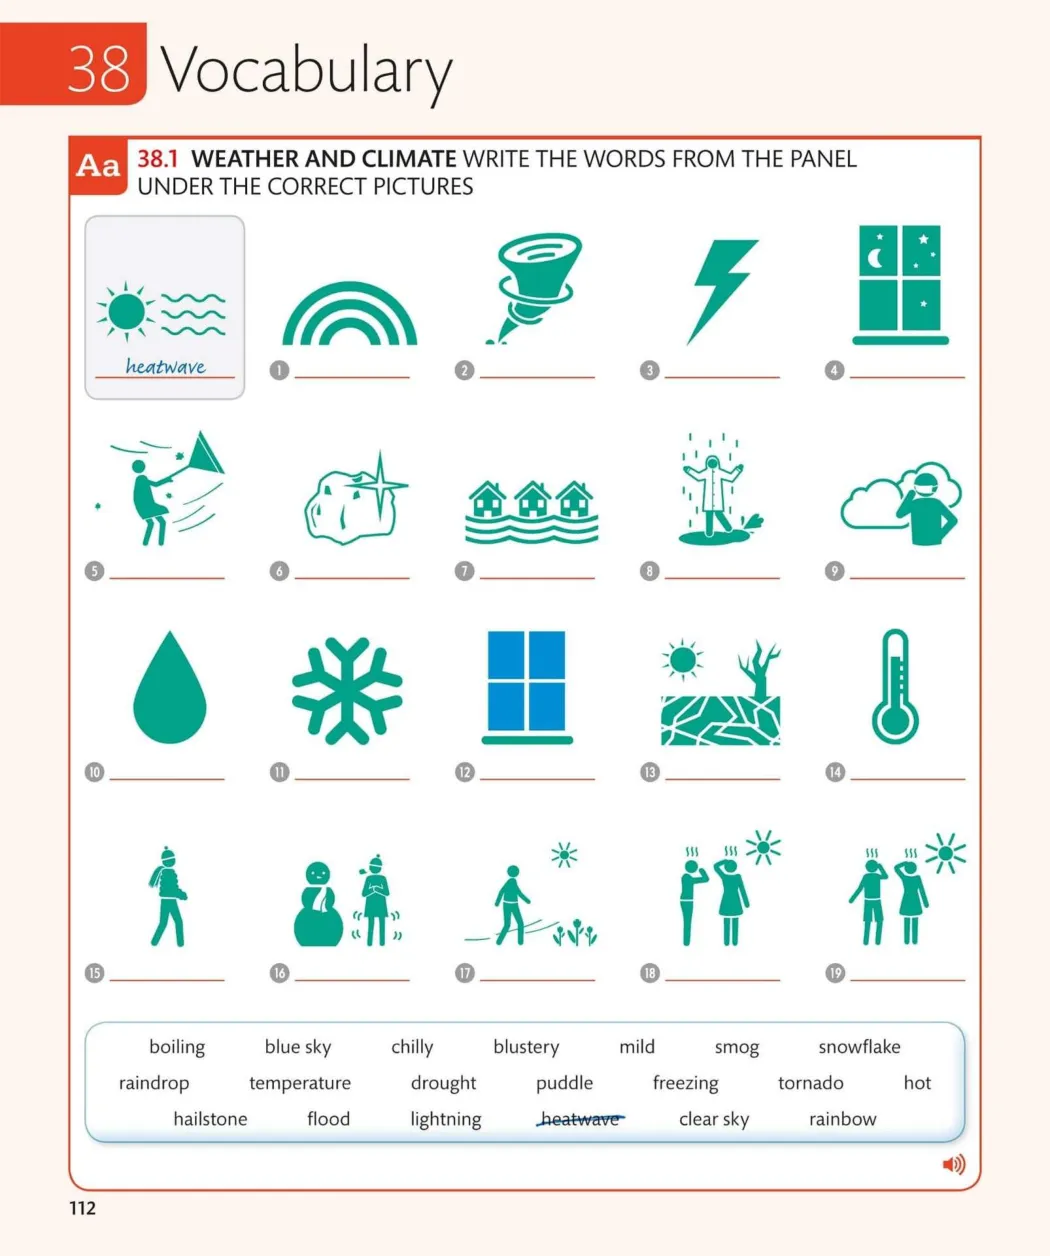 38 Vocabulary
Aa
38.1 WEATHER AND CLIMATE WRITE THE WORDS FROM THE PANEL
UNDER THE CORRECT PICTURES
heatwave
1
2
3
4
5
6
7
8
9
10
11
12
13
14
15
16
17
18
19
boiling blue sky chilly blustery mild smog snowflake
raindrop temperature drought puddle freezing tornado hot
hailstone flood lightning heatwave clear sky rainbow
112